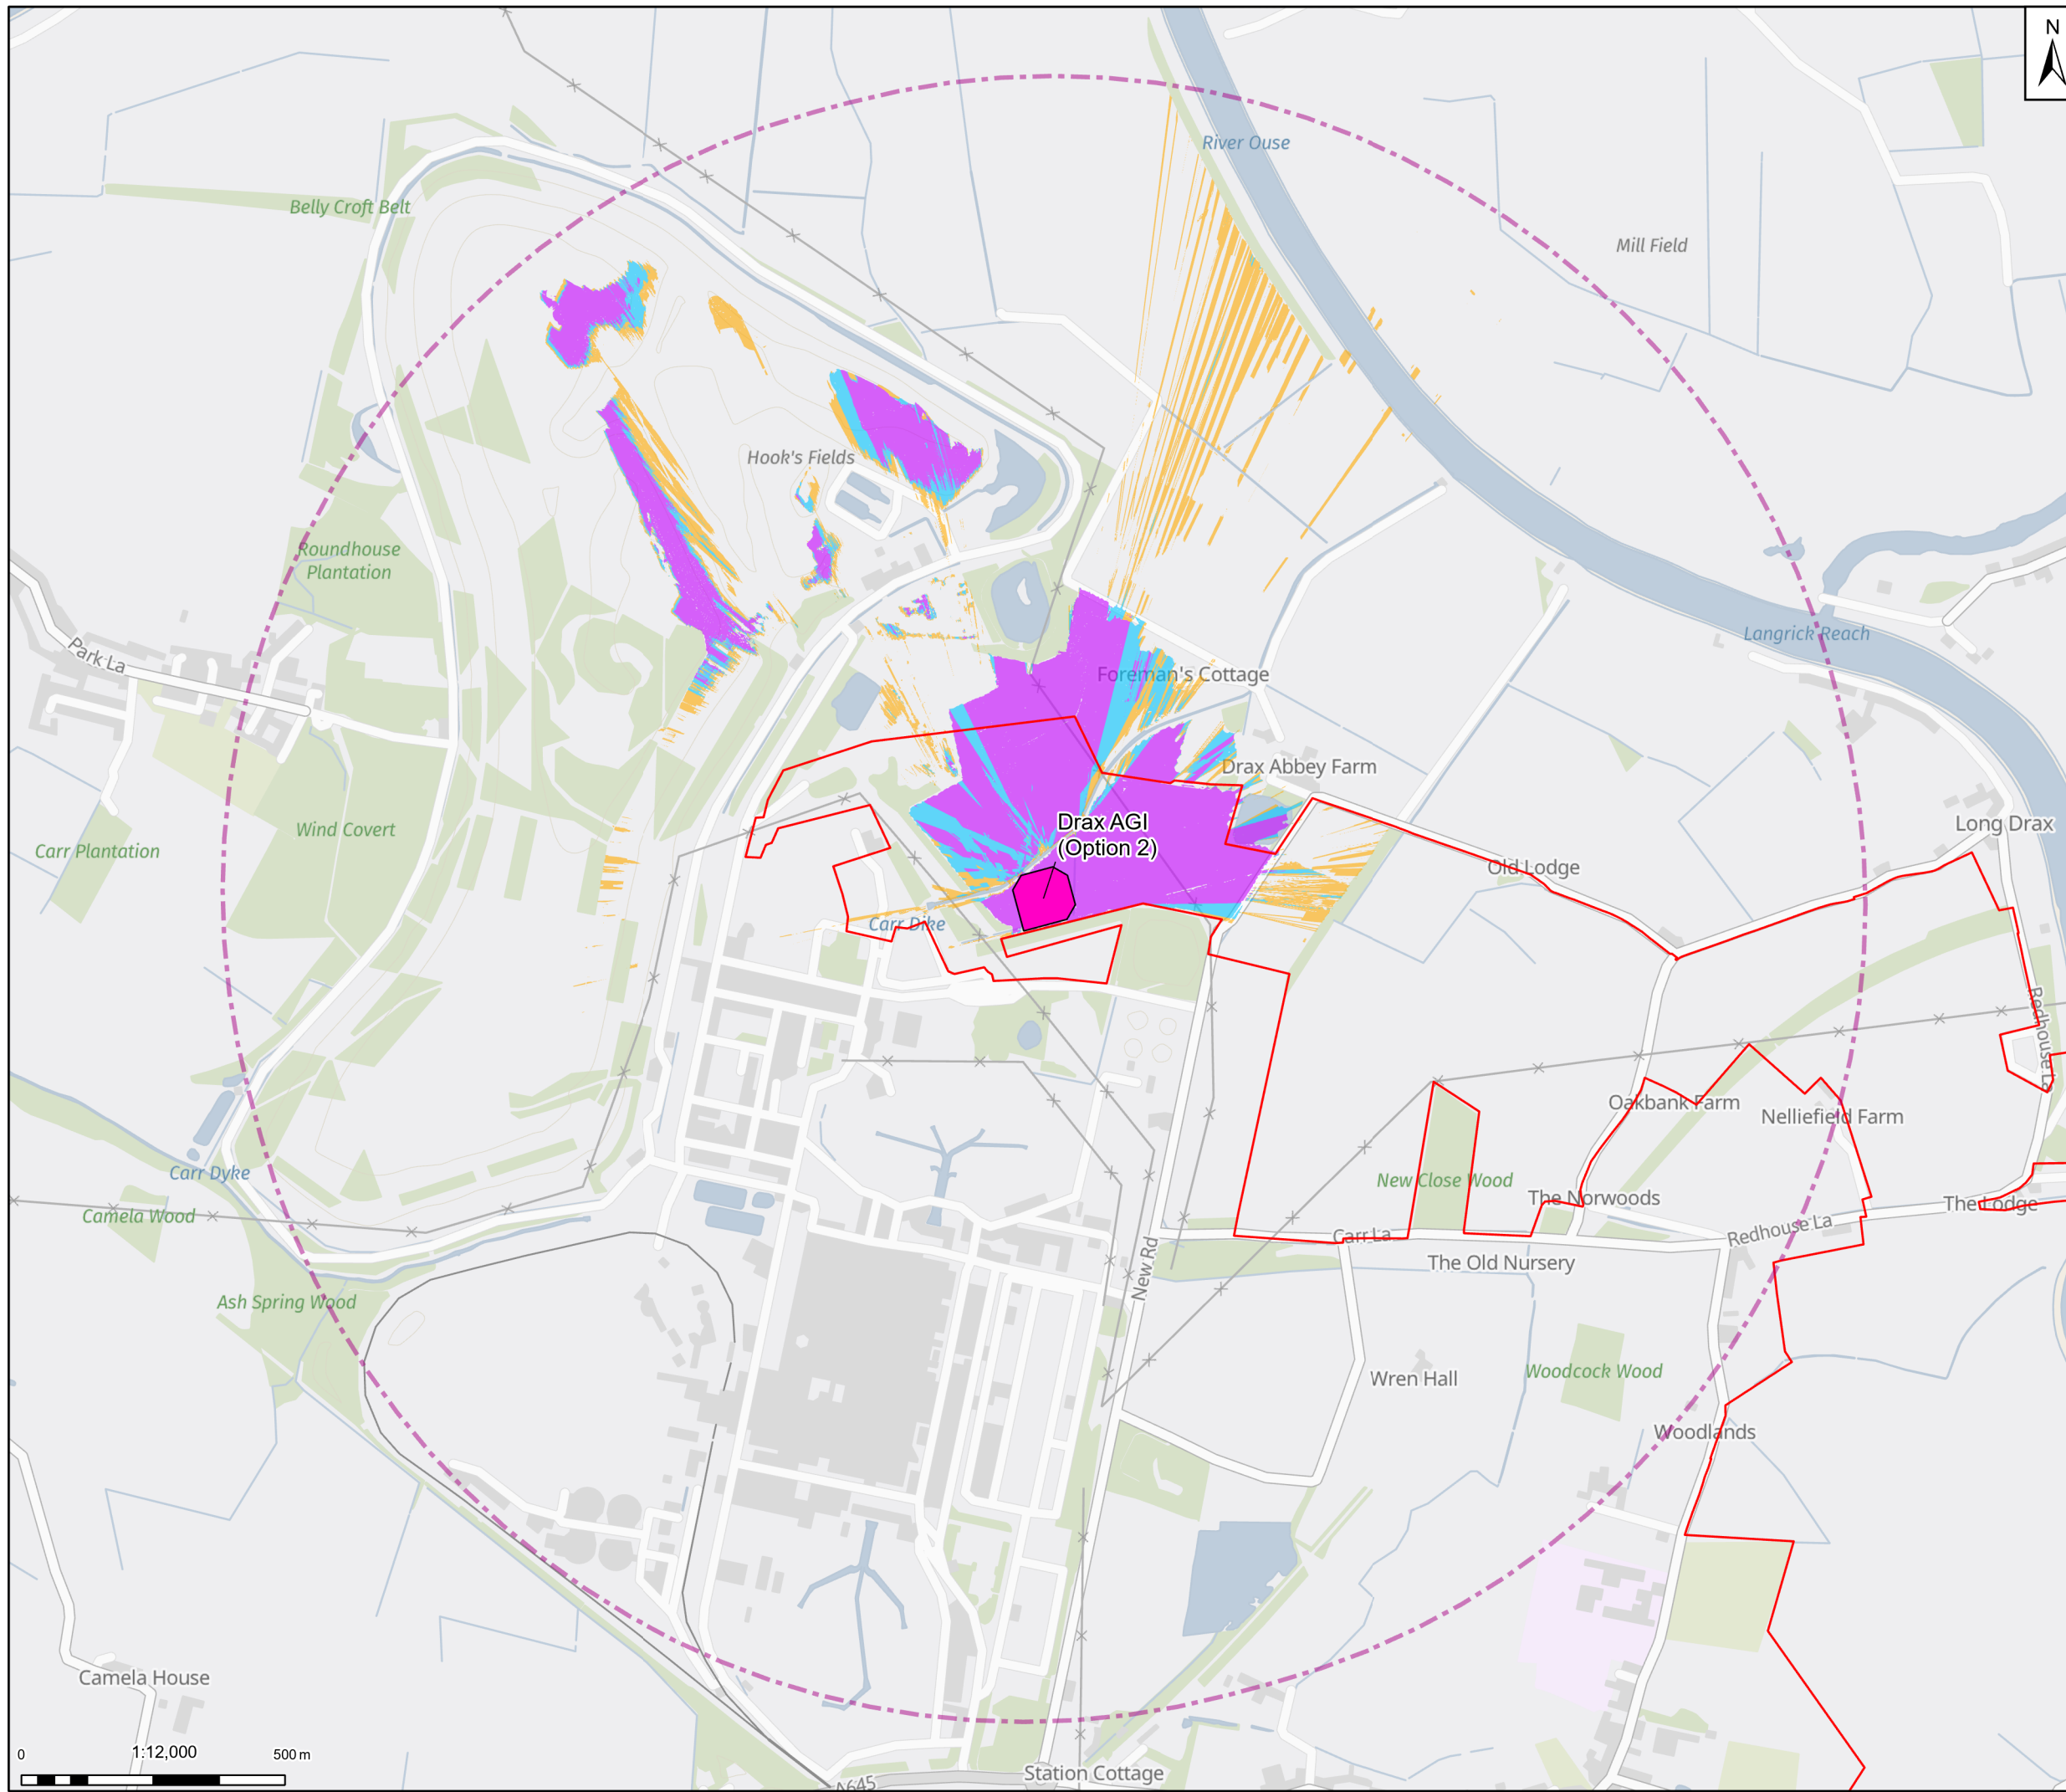 N
River Ouse
Belly Croft Belt
Mill Field
Hook's Fields
Roundhouse
Plantation
Langrick Reach
Park La
Foreman's Cottage
Drax Abbey Farm
Drax AGI
(Option 2)
Wind Covert
Long Drax
Carr Plantation
Old Lodge
Carr Dike
Redhouse La
Oakbank Farm
Nelliefield Farm
Carr Dyke
New Close Wood
The Norwoods
The Lodge
Camela Wood
Redhouse La
Carr La
New Rd
The Old Nursery
Ash Spring Wood
Wren Hall
Woodcock Wood
Woodlands
Camela House
0
1:12,000
500 m
Station Cottage